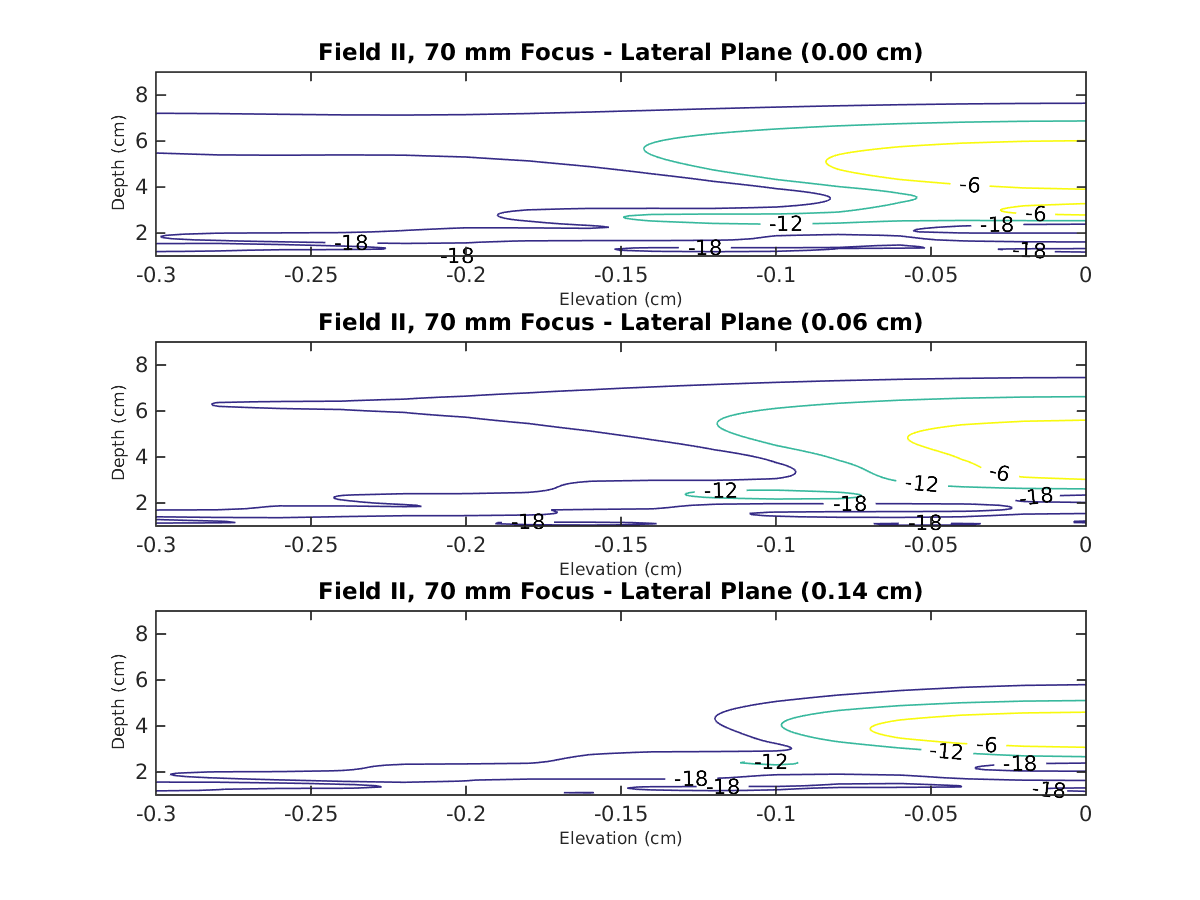 Field II, 70 mm Focus - Lateral Plane (0.00 cm)
8
6
4
2
Depth (cm)
-6
-6
-12
-18
-18
-18
-18
-18
-0.3 -0.25 -0.2 -0.15 -0.1 -0.05 0
Elevation (cm)
Field II, 70 mm Focus - Lateral Plane (0.06 cm)
8
6
4
2
Depth (cm)
-6
-12
-12
-18
-18
-18
-18
-0.3 -0.25 -0.2 -0.15 -0.1 -0.05 0
Elevation (cm)
Field II, 70 mm Focus - Lateral Plane (0.14 cm)
8
6
4
2
Depth (cm)
-6
-12
-12
-18
-18
-18
-18
-0.3 -0.25 -0.2 -0.15 -0.1 -0.05 0
Elevation (cm)